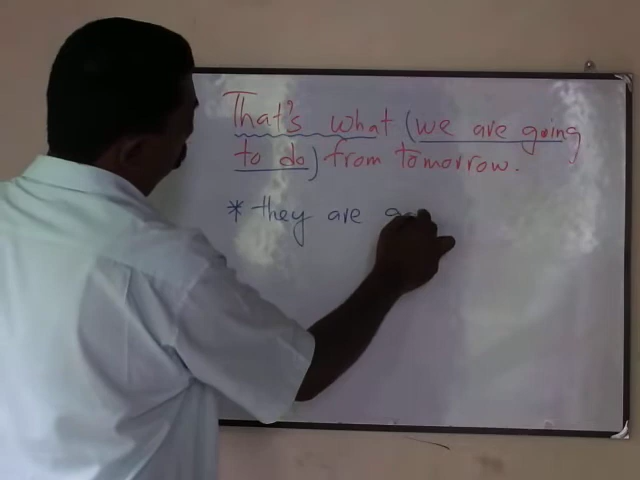 That's what (we are going
to do) from tomorrow.
* they are